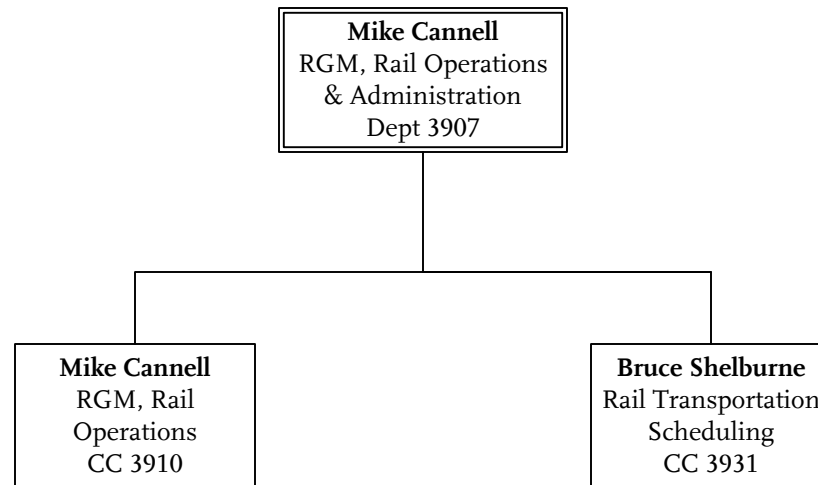 Mike Cannell
RGM, Rail Operations
& Administration
Dept 3907
Mike Cannell
RGM, Rail
Operations
CC 3910
Bruce Shelburne
Rail Transportation
Scheduling
CC 3931